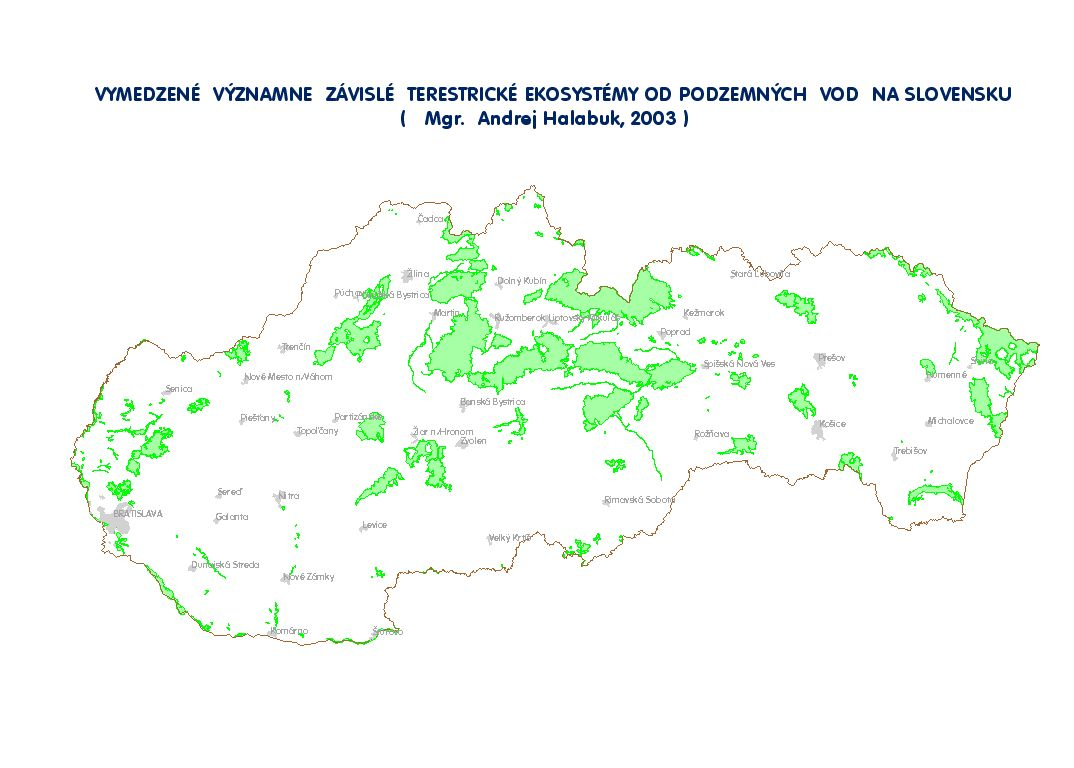 VYMEDZENÉ VÝZNAMNE ZÁVISLÉ TERESTRICKÉ EKOSYSTÉMY OD PODZEMNÝCH VOD NA SLOVENSKU
( Mgr. Andrej Halabuk, 2003 )
Čadca
Žilina
Stará Ľubovňa
Dolný Kubín
Púchov
Považská Bystrica
Martin
Ružomberok
Liptovský Mikuláš
Kežmarok
Poprad
Trenčín
Prešov
Spišská Nová Ves
Snina
Humenné
Nové Mesto n./Váhom
Senica
Banská Bystrica
Piešťany
Partizánske
Topoľčany
Žiar n./Hronom
Zvolen
Rožňava
Košice
Michalovce
Trebišov
Sereď
Nitra
Rimavská Sobota
BRATISLAVA
Galanta
Levice
Veľký Krtíš
Dunajská Streda
Nové Zámky
Komárno
Štúrovo